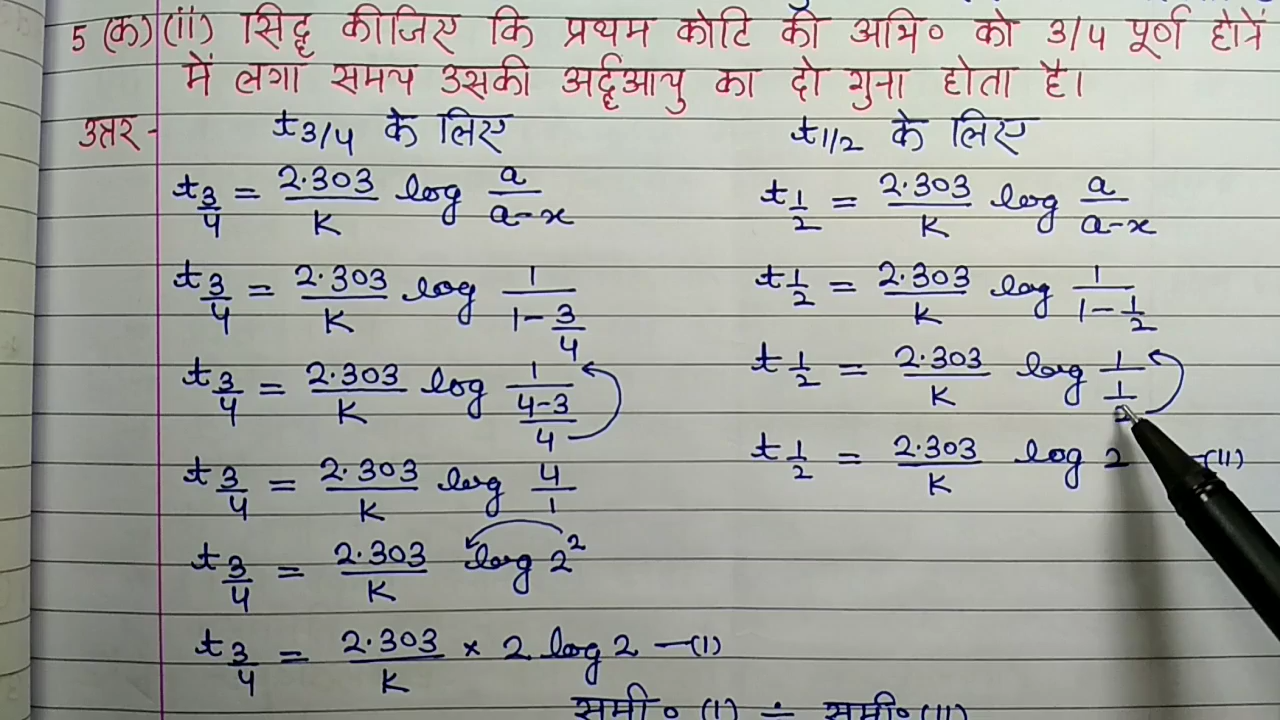 5 (क) (ii) सिद्ध कीजिए कि प्रथम कोटि की अभि० को 3/4 पूर्ण होने
में लगा समय उसकी अर्द्धआयु का दो गुना होता है।
उत्तर - t3/4 के लिए
t3/4 = 2.303/K log a/a-x
t3/4 = 2.303/K log 1/1-3/4
t3/4 = 2.303/K log 1/4-3/4
t3/4 = 2.303/K log 4/1
t3/4 = 2.303/K log 2²
t3/4 = 2.303/K × 2 log 2 —(I)
t1/2 के लिए
t1/2 = 2.303/K log a/a-x
t1/2 = 2.303/K log 1/1-1/2
t1/2 = 2.303/K log 1/1/2
t1/2 = 2.303/K log 2 —(II)
समी० (I) ÷ समी० (II)